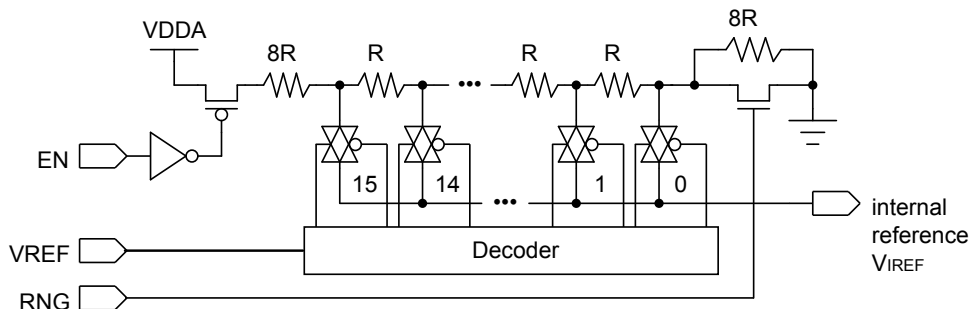 8R
VDDA
8R
R
R
R
•••
EN
15
14
1
0
•••
internal
reference
VIREF
VREF
Decoder
RNG